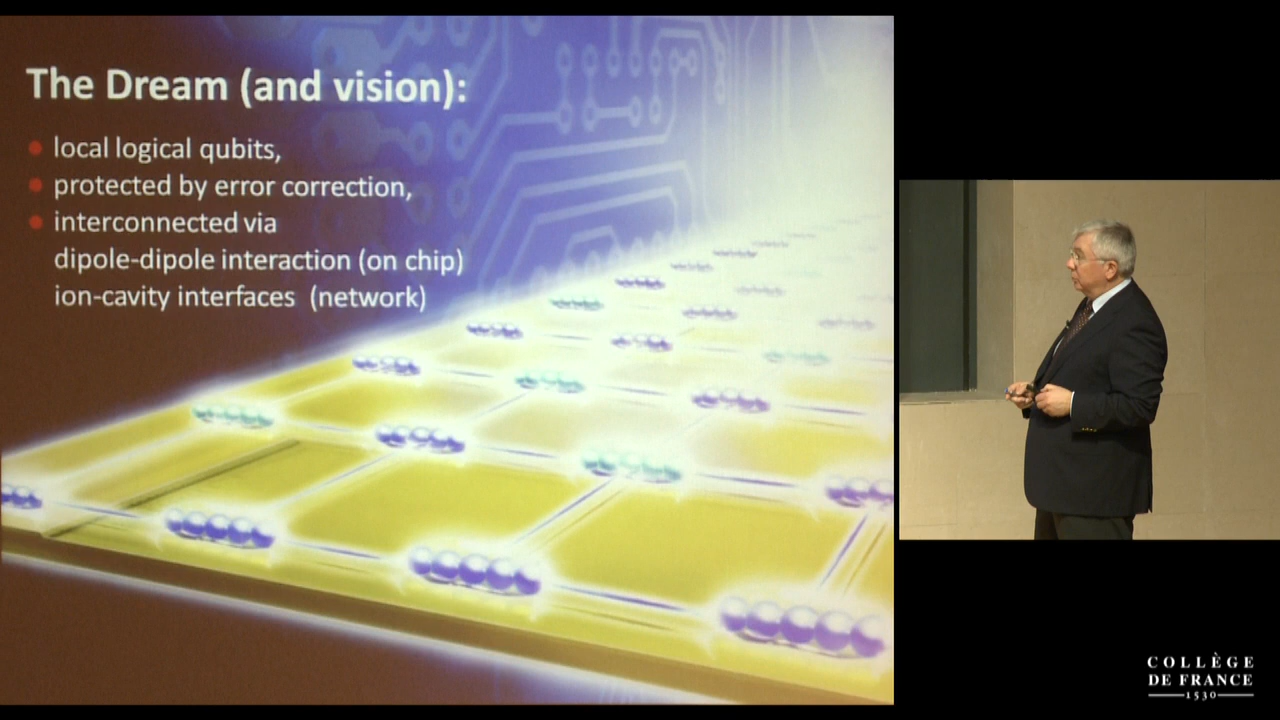 The Dream (and vision):
local logical qubits,
protected by error correction,
interconnected via
dipole-dipole interaction (on chip)
ion-cavity interfaces (network)
COLLÈGE
DE FRANCE
1530